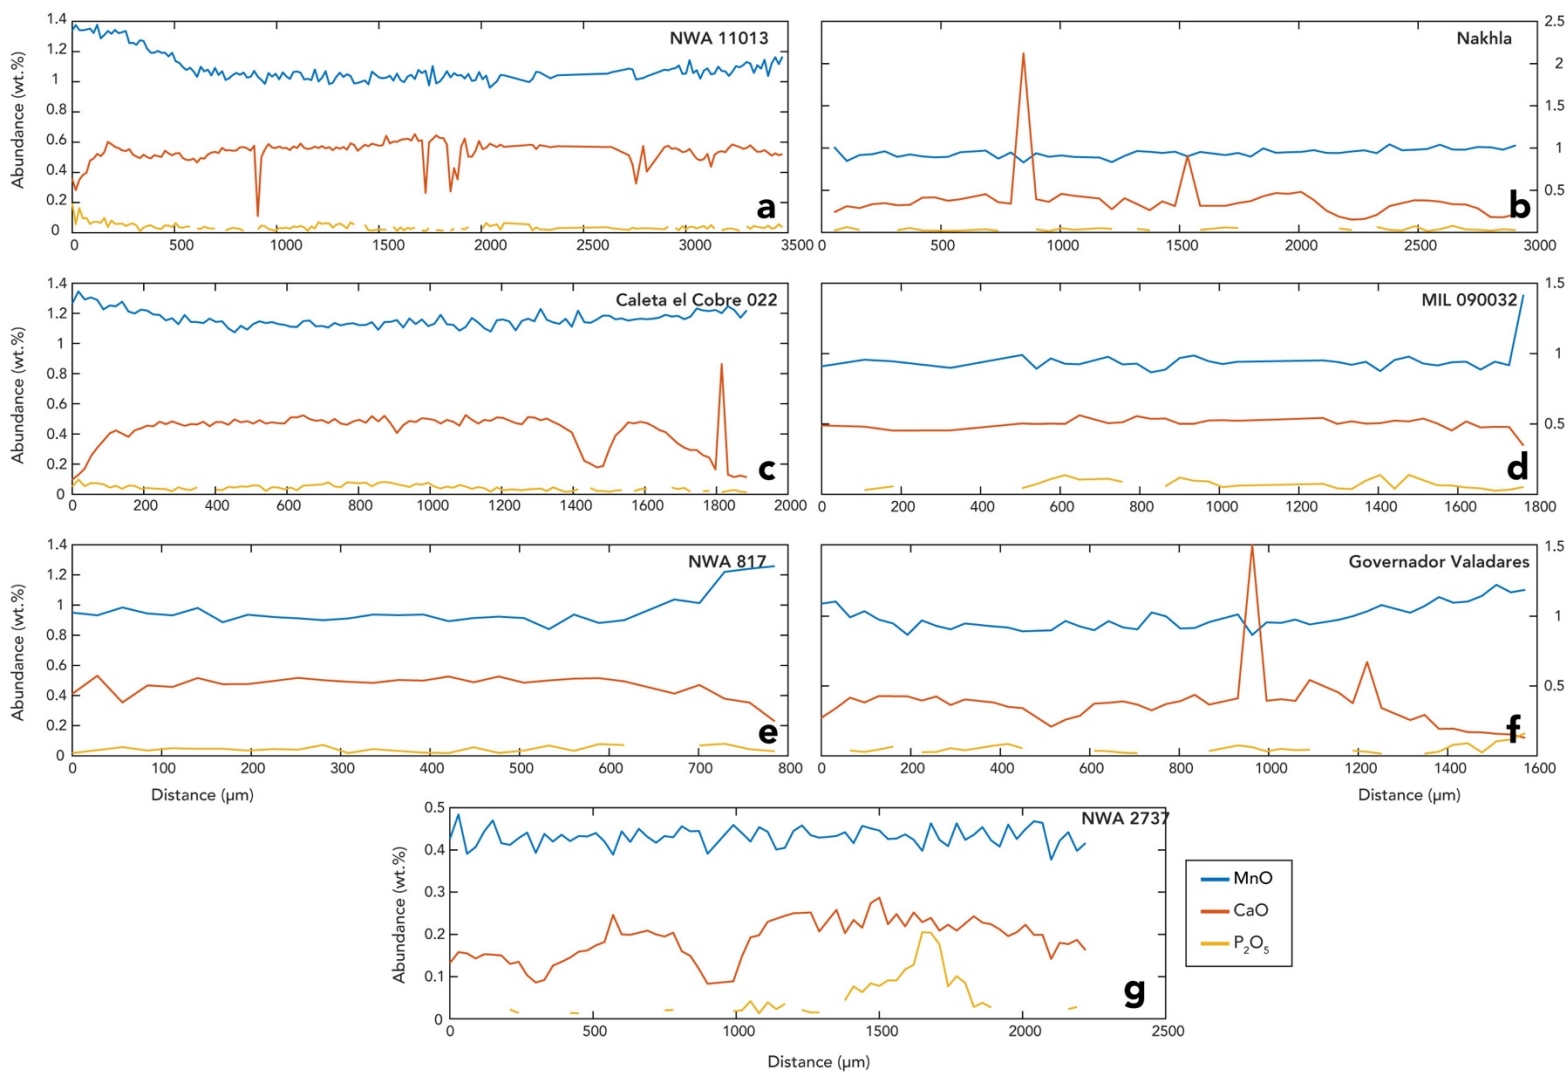 1.4
1.2
1
0.8
0.6
0.4
0.2
0
Abundance (wt.%)
NWA 11013
a
0 500 1000 1500 2000 2500 3000 3500
Nakhla
b
2.5
2
1.5
1
0.5
500 1000 1500 2000 2500 3000
0
1.4
1.2
1
0.8
0.6
0.4
0.2
0
Abundance (wt.%)
Caleta el Cobre 022
c
0 200 400 600 800 1000 1200 1400 1600 1800 2000
MIL 090032
d
1.5
1
0.5
0 200 400 600 800 1000 1200 1400 1600 1800
1.4
1.2
1
0.8
0.6
0.4
0.2
0
Abundance (wt.%)
NWA 817
e
0 100 200 300 400 500 600 700 800
Distance (µm)
Governador Valadares
f
1.5
1
0.5
0 200 400 600 800 1000 1200 1400 1600
Distance (µm)
0.5
0.4
0.3
0.2
0.1
0
Abundance (wt.%)
NWA 2737
g
0 500 1000 1500 2000 2500
Distance (µm)
MnO
CaO
P₂O₅